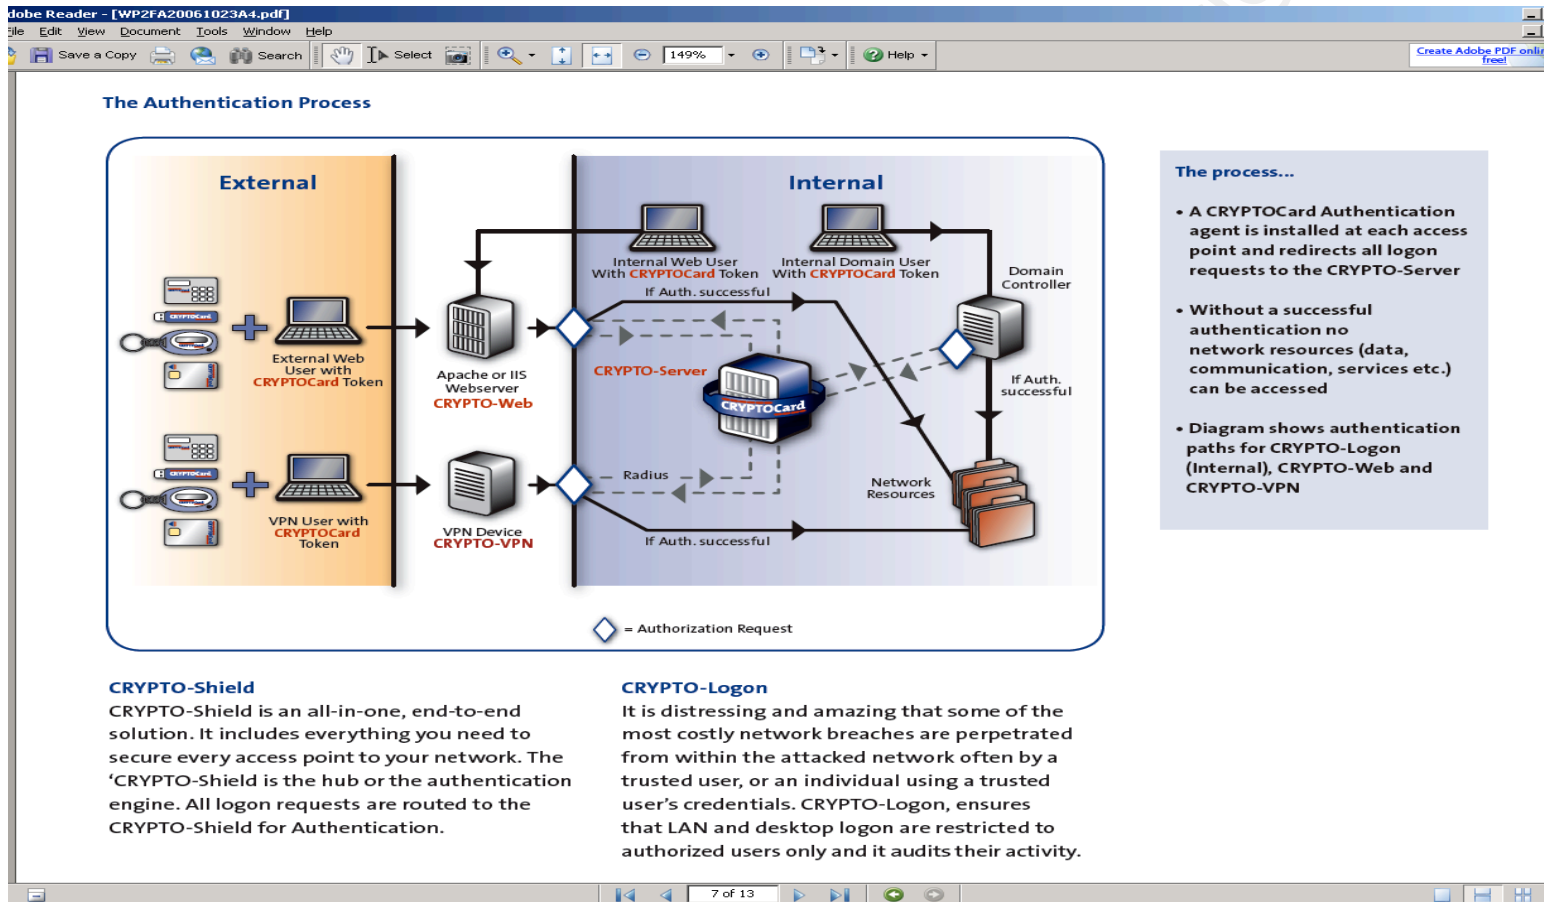 dobe Reader - [WP2FA20061023A4.pdf]
File Edit View Document Tools Window Help
Save a Copy Search Select 149% Help
Create Adobe PDF onlin
free!
The Authentication Process
External
Internal
Internal Web User
With CRYPTOCard Token
Internal Domain User
With CRYPTOCard Token
Domain
Controller
If Auth. successful
CRYPTOCard
External Web
User with
CRYPTOCard Token
Apache or IIS
Webserver
CRYPTO-Web
CRYPTO-Server
CRYPTOCard
If Auth.
successful
CRYPTOCard
VPN User with
CRYPTOCard
Token
VPN Device
CRYPTO-VPN
Radius
Network
Resources
If Auth. successful
= Authorization Request
The process...
• A CRYPTOCard Authentication
agent is installed at each access
point and redirects all logon
requests to the CRYPTO-Server
• Without a successful
authentication no
network resources (data,
communication, services etc.)
can be accessed
• Diagram shows authentication
paths for CRYPTO-Logon
(Internal), CRYPTO-Web and
CRYPTO-VPN
CRYPTO-Shield
CRYPTO-Shield is an all-in-one, end-to-end
solution. It includes everything you need to
secure every access point to your network. The
‘CRYPTO-Shield is the hub or the authentication
engine. All logon requests are routed to the
CRYPTO-Shield for Authentication.
CRYPTO-Logon
It is distressing and amazing that some of the
most costly network breaches are perpetrated
from within the attacked network often by a
trusted user, or an individual using a trusted
user’s credentials. CRYPTO-Logon, ensures
that LAN and desktop logon are restricted to
authorized users only and it audits their activity.
7 of 13